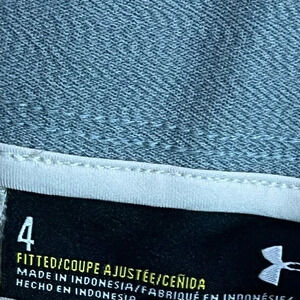 4
FITTED/COUPE AJUSTÉE/CEÑIDA
MADE IN INDONESIA/FABRIQUÉ EN INDONÉSIE/
HECHO EN INDONESIA